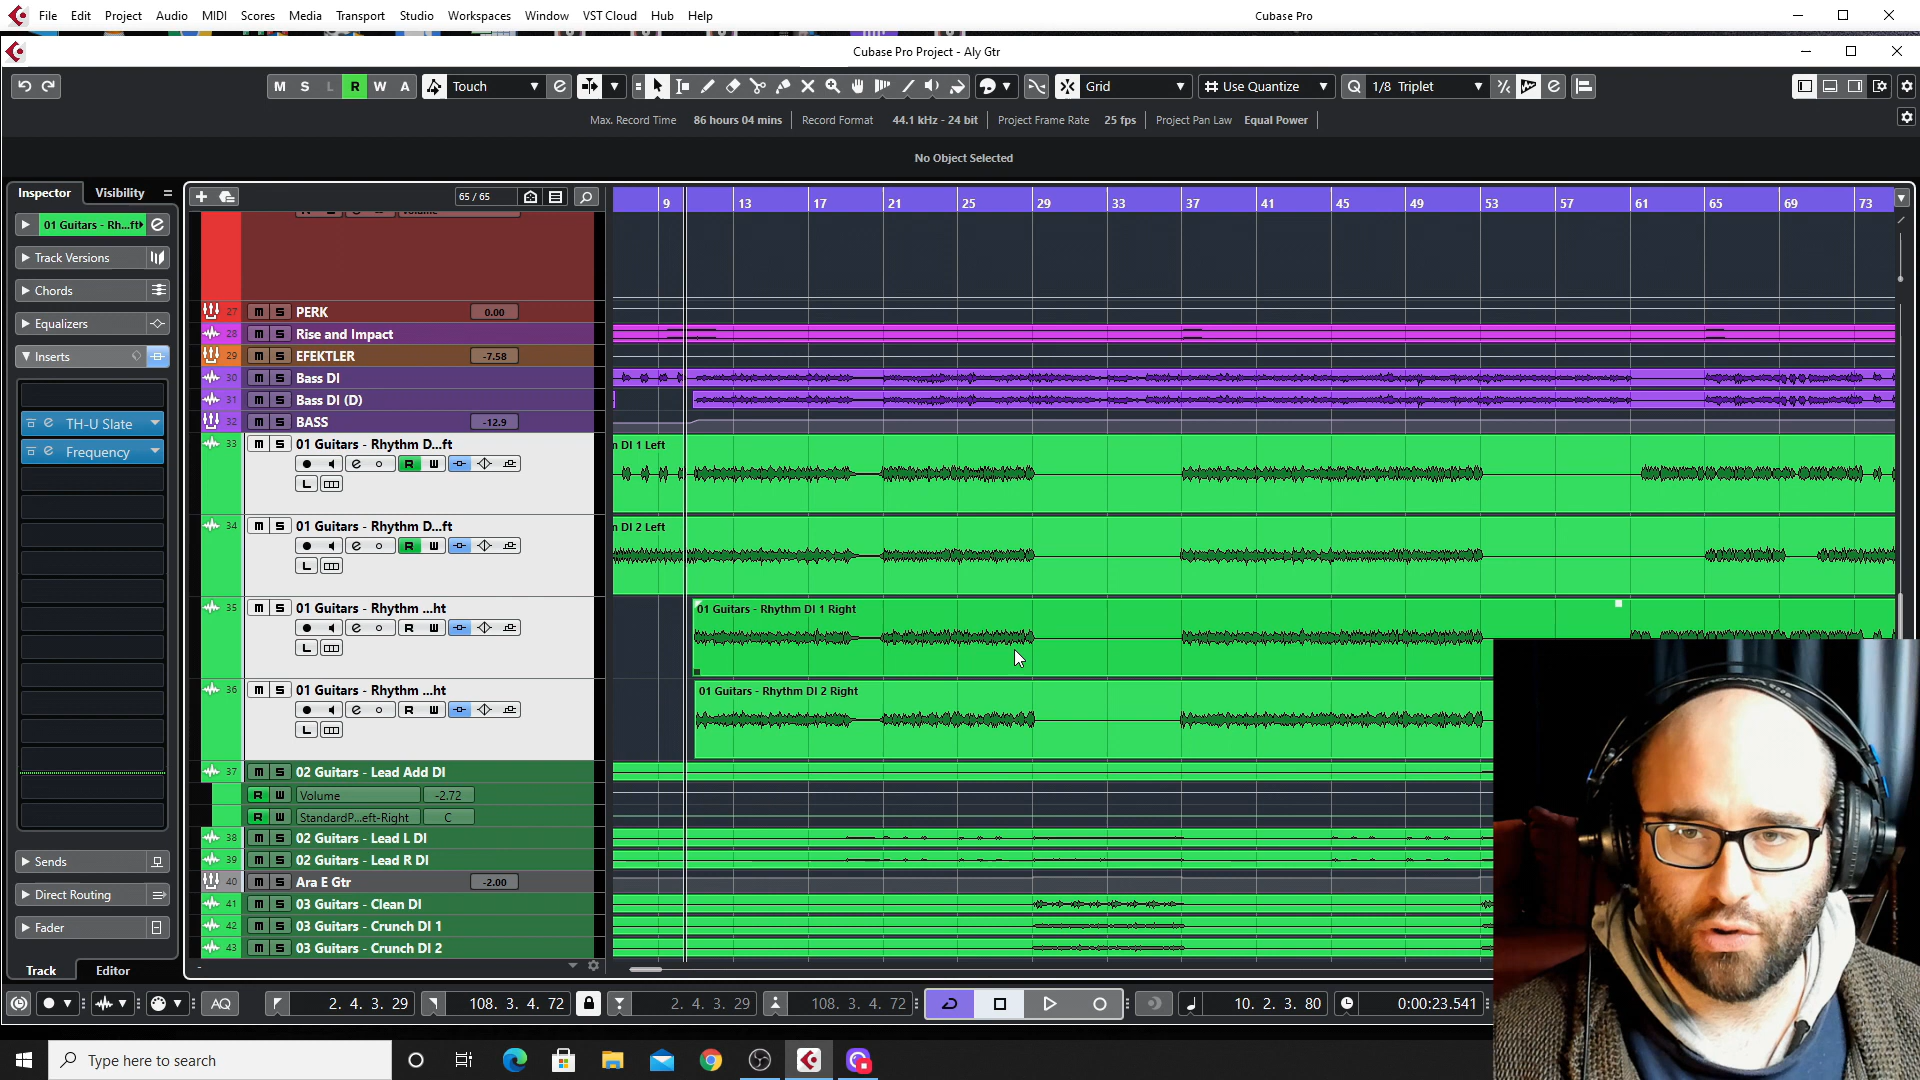 File Edit Project Audio MIDI Scores Media Transport Studio Workspaces Window VST Cloud Hub Help
Cubase Pro
Cubase Pro Project - Aly Gtr
M S L R W A Touch Grid Use Quantize Q 1/8 Triplet
Max. Record Time 86 hours 04 mins Record Format 44.1 kHz - 24 bit Project Frame Rate 25 fps Project Pan Law Equal Power
No Object Selected
Inspector Visibility
65 / 65
9 13 17 21 25 29 33 37 41 45 49 53 57 61 65 69 73
01 Guitars - Rh...ft
Track Versions
Chords
Equalizers
Inserts
TH-U Slate
Frequency
Sends
Direct Routing
Fader
Track Editor
27 m S PERK 0.00
28 m S Rise and Impact
29 m S EFEKTLER -7.58
30 m S Bass DI
31 m S Bass DI (D)
32 m S BASS -12.9
33 m S 01 Guitars - Rhythm D...ft
R W
L
DI 1 Left
34 m S 01 Guitars - Rhythm D...ft
R W
L
DI 2 Left
35 m S 01 Guitars - Rhythm ...ht
R W
L
01 Guitars - Rhythm DI 1 Right
36 m S 01 Guitars - Rhythm ...ht
R W
L
01 Guitars - Rhythm DI 2 Right
37 m S 02 Guitars - Lead Add DI
R W Volume -2.72
R W StandardP...eft-Right C
38 m S 02 Guitars - Lead L DI
39 m S 02 Guitars - Lead R DI
40 m S Ara E Gtr -2.00
41 m S 03 Guitars - Clean DI
42 m S 03 Guitars - Crunch DI 1
43 m S 03 Guitars - Crunch DI 2
AQ 2. 4. 3. 29 108. 3. 4. 72 2. 4. 3. 29 108. 3. 4. 72 10. 2. 3. 80 0:00:23.541
Type here to search